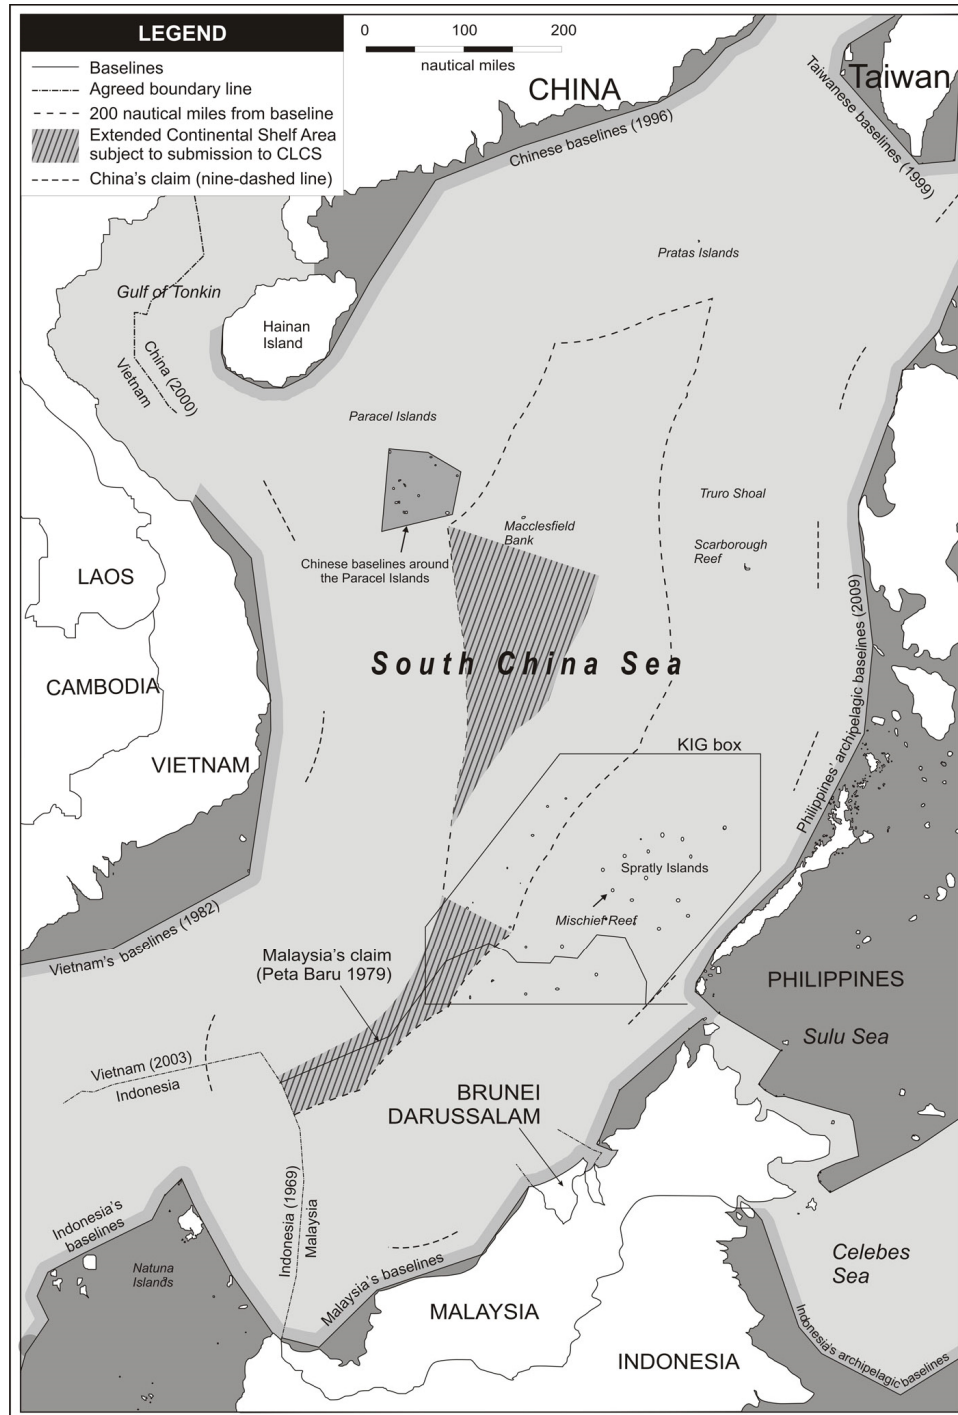 LEGEND
Baselines
Agreed boundary line
200 nautical miles from baseline
Extended Continental Shelf Area
subject to submission to CLCS
China's claim (nine-dashed line)
0 100 200
nautical miles
CHINA
Taiwan
Chinese baselines (1996)
Taiwanese baselines (1999)
Pratas Islands
Gulf of Tonkin
Hainan
Island
China (2000)
Vietnam
Paracel Islands
Truro Shoal
Macclesfield
Bank
Scarborough
Reef
Chinese baselines around
the Paracel Islands
LAOS
South China Sea
CAMBODIA
VIETNAM
KIG box
Philippines' archipelagic baselines (2009)
Spratly Islands
Mischief Reef
Vietnam's baselines (1982)
Malaysia's claim
(Peta Baru 1979)
PHILIPPINES
Sulu Sea
Vietnam (2003)
Indonesia
BRUNEI
DARUSSALAM
Indonesia (1969)
Malaysia
Indonesia's
baselines
Natuna
Islands
Malaysia's baselines
Celebes
Sea
MALAYSIA
INDONESIA
Indonesia's archipelagic baselines